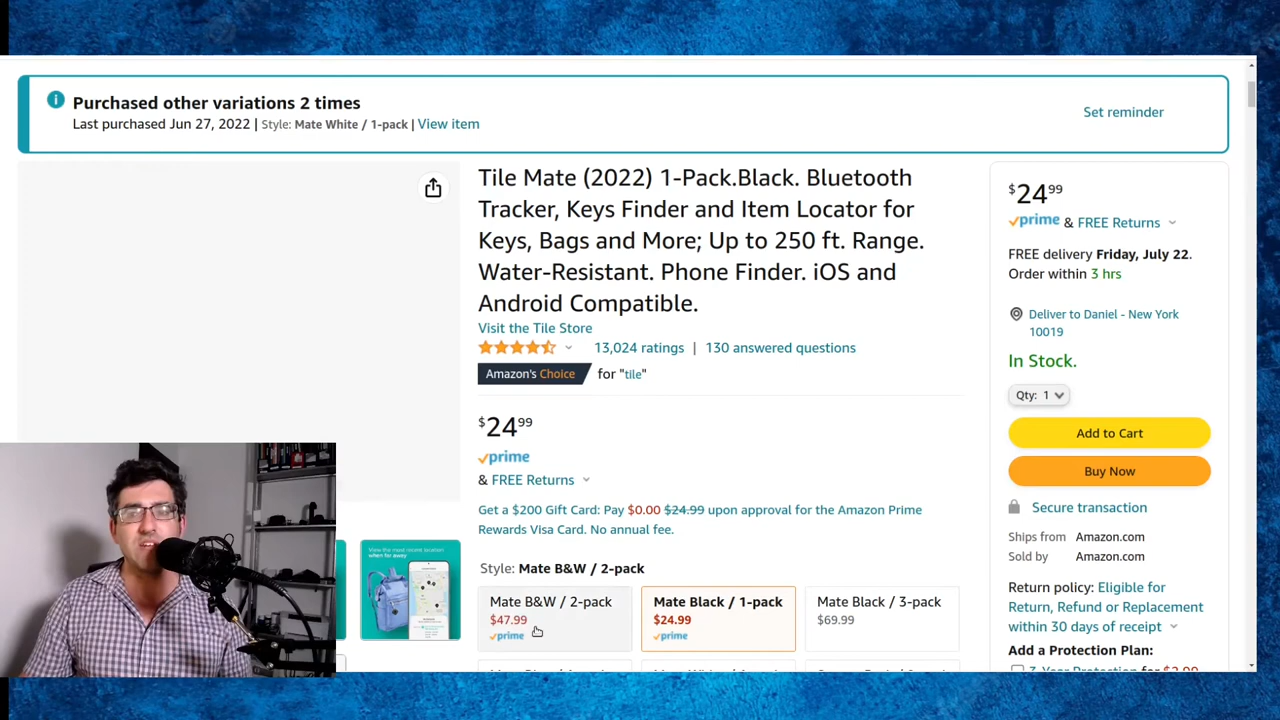 Purchased other variations 2 times
Last purchased Jun 27, 2022 | Style: Mate White / 1-pack | View item
Set reminder
Tile Mate (2022) 1-Pack.Black. Bluetooth
Tracker, Keys Finder and Item Locator for
Keys, Bags and More; Up to 250 ft. Range.
Water-Resistant. Phone Finder. iOS and
Android Compatible.
Visit the Tile Store
13,024 ratings | 130 answered questions
Amazon's Choice for "tile"
$24 99
prime
& FREE Returns
Get a $200 Gift Card: Pay $0.00 $24.99 upon approval for the Amazon Prime
Rewards Visa Card. No annual fee.
Style: Mate B&W / 2-pack
Mate B&W / 2-pack
$47.99
prime
Mate Black / 1-pack
$24.99
prime
Mate Black / 3-pack
$69.99
View the most recent location
when far away
$24 99
prime & FREE Returns
FREE delivery Friday, July 22.
Order within 3 hrs
Deliver to Daniel - New York
10019
In Stock.
Qty: 1
Add to Cart
Buy Now
Secure transaction
Ships from Amazon.com
Sold by Amazon.com
Return policy: Eligible for
Return, Refund or Replacement
within 30 days of receipt
Add a Protection Plan: